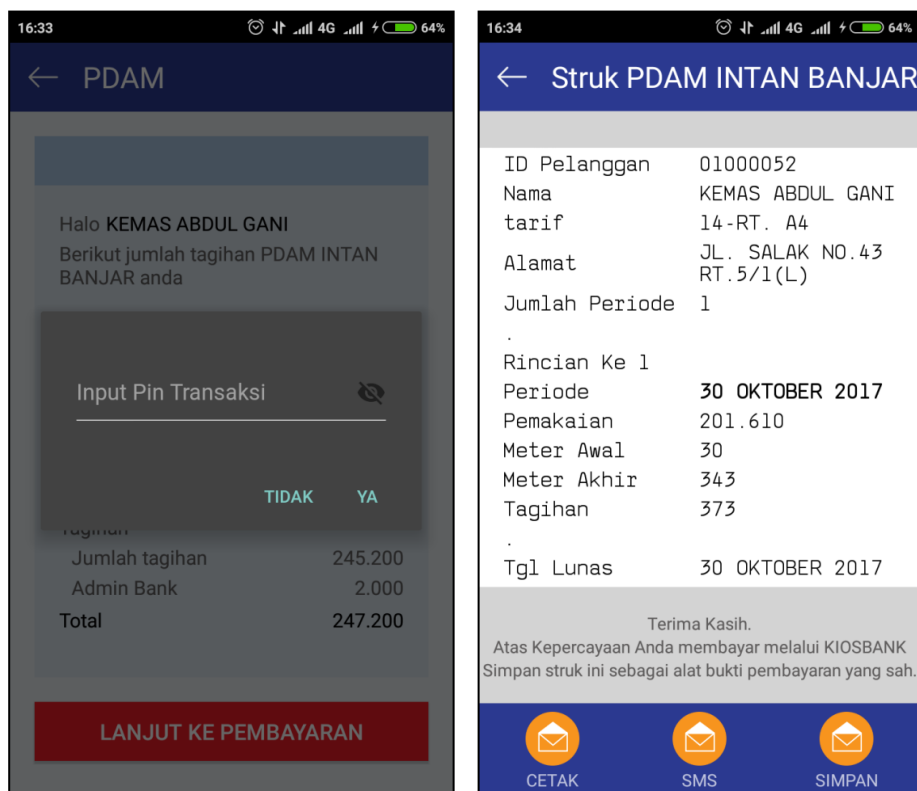 16:33
4G
64%
PDAM
Halo KEMAS ABDUL GANI
Berikut jumlah tagihan PDAM INTAN
BANJAR anda
Input Pin Transaksi
TIDAK YA
Tagihan
Jumlah tagihan 245.200
Admin Bank 2.000
Total 247.200
LANJUT KE PEMBAYARAN
16:34
4G
64%
Struk PDAM INTAN BANJAR
ID Pelanggan 01000052
Nama KEMAS ABDUL GANI
tarif 14-RT. A4
Alamat JL. SALAK NO.43
RT.5/1(L)
Jumlah Periode 1
.
Rincian Ke 1
Periode 30 OKTOBER 2017
Pemakaian 201.610
Meter Awal 30
Meter Akhir 343
Tagihan 373
.
Tgl Lunas 30 OKTOBER 2017
Terima Kasih.
Atas Kepercayaan Anda membayar melalui KIOSBANK
Simpan struk ini sebagai alat bukti pembayaran yang sah.
CETAK SMS SIMPAN